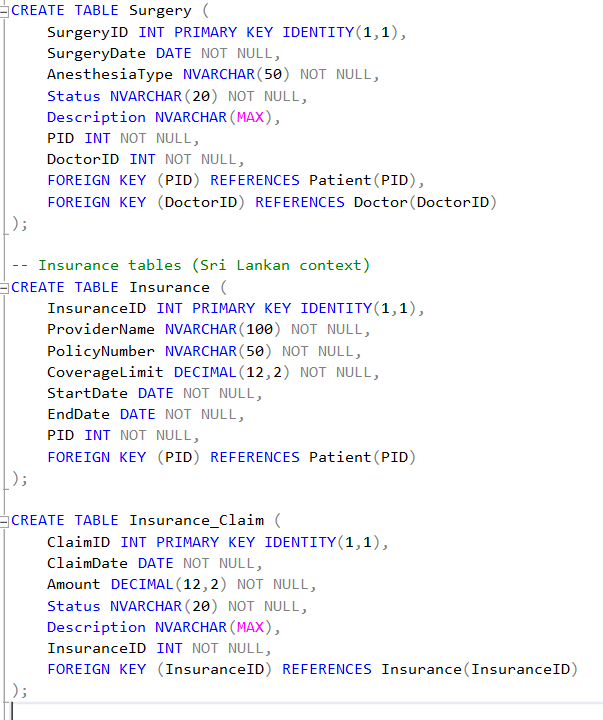 CREATE TABLE Surgery (
SurgeryID INT PRIMARY KEY IDENTITY(1,1),
SurgeryDate DATE NOT NULL,
AnesthesiaType NVARCHAR(50) NOT NULL,
Status NVARCHAR(20) NOT NULL,
Description NVARCHAR(MAX),
PID INT NOT NULL,
DoctorID INT NOT NULL,
FOREIGN KEY (PID) REFERENCES Patient(PID),
FOREIGN KEY (DoctorID) REFERENCES Doctor(DoctorID)
);
-- Insurance tables (Sri Lankan context)
CREATE TABLE Insurance (
InsuranceID INT PRIMARY KEY IDENTITY(1,1),
ProviderName NVARCHAR(100) NOT NULL,
PolicyNumber NVARCHAR(50) NOT NULL,
CoverageLimit DECIMAL(12,2) NOT NULL,
StartDate DATE NOT NULL,
EndDate DATE NOT NULL,
PID INT NOT NULL,
FOREIGN KEY (PID) REFERENCES Patient(PID)
);
CREATE TABLE Insurance_Claim (
ClaimID INT PRIMARY KEY IDENTITY(1,1),
ClaimDate DATE NOT NULL,
Amount DECIMAL(12,2) NOT NULL,
Status NVARCHAR(20) NOT NULL,
Description NVARCHAR(MAX),
InsuranceID INT NOT NULL,
FOREIGN KEY (InsuranceID) REFERENCES Insurance(InsuranceID)
);